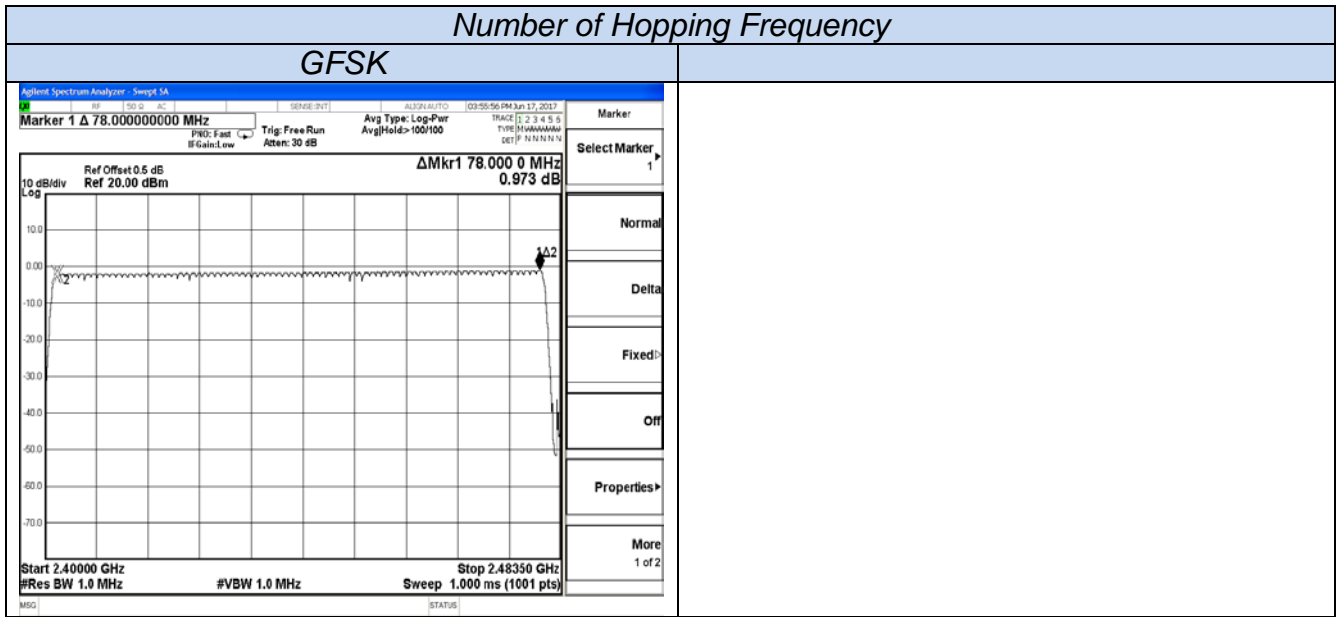 Number of Hopping Frequency
GFSK
Agilent Spectrum Analyzer - Swept SA
RF 50 Ω AC SENSE:INT ALIGN AUTO 03:55:56 PM Jun 17, 2017
Marker 1 Δ 78.000000000 MHz
PNO: Fast
IFGain:Low
Trig: Free Run
Atten: 30 dB
Avg Type: Log-Pwr
Avg|Hold:>100/100
TRACE 1 2 3 4 5 6
TYPE MWWWWW
DET P N N N N N
Ref Offset 0.5 dB
10 dB/div Ref 20.00 dBm
Log
ΔMkr1 78.000 0 MHz
0.973 dB
10.0
0.00
-10.0
-20.0
-30.0
-40.0
-50.0
-60.0
-70.0
2
1Δ2
Start 2.40000 GHz Stop 2.48350 GHz
#Res BW 1.0 MHz #VBW 1.0 MHz Sweep 1.000 ms (1001 pts)
MSG STATUS
Marker
Select Marker
1
Normal
Delta
Fixed
Off
Properties
More
1 of 2